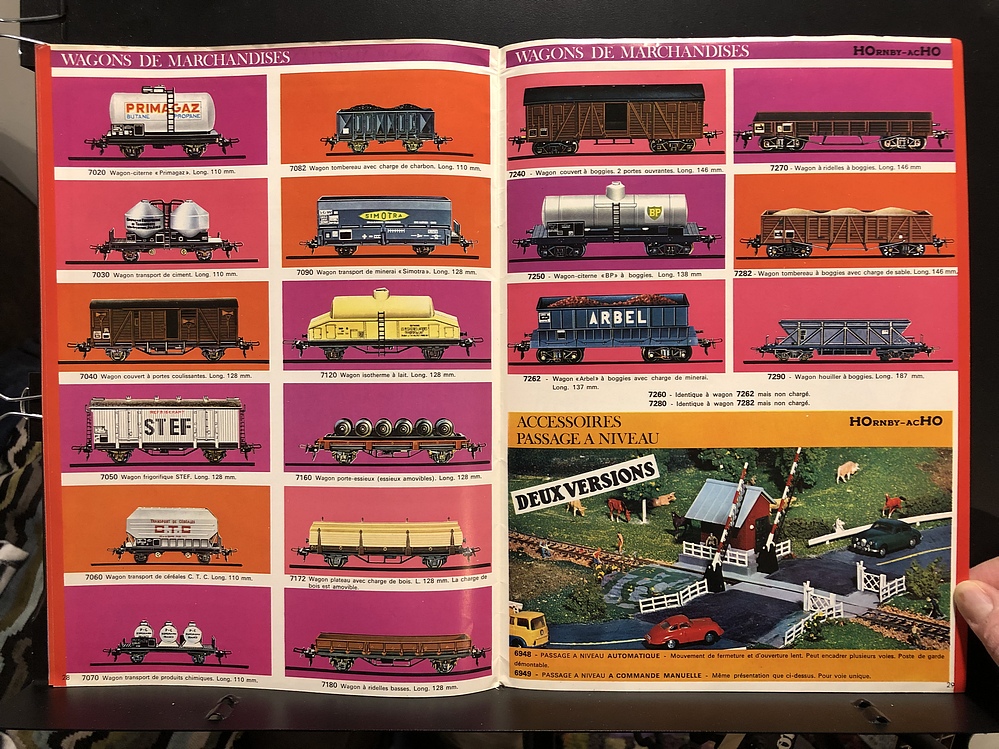 WAGONS DE MARCHANDISES
PRIMAGAZ
BUTANE PROPANE
7020 Wagon-citerne «Primagaz». Long. 110 mm.
7082 Wagon tombereau avec charge de charbon. Long. 110 mm.
7030 Wagon transport de ciment. Long. 110 mm.
SIMOTRA
7090 Wagon transport de minerai «Simotra». Long. 128 mm.
7040 Wagon couvert à portes coulissantes. Long. 128 mm.
7120 Wagon isotherme à lait. Long. 128 mm.
STEF
7050 Wagon frigorifique STEF. Long. 128 mm.
7160 Wagon porte-essieux (essieux amovibles). Long. 128 mm.
TRANSPORT DE CEREALES
C.T.C
7060 Wagon transport de céréales C. T. C. Long. 110 mm.
7172 Wagon plateau avec charge de bois. L. 128 mm. La charge de
bois est amovible.
7070 Wagon transport de produits chimiques. Long. 110 mm.
7180 Wagon à ridelles basses. Long. 128 mm.
28
WAGONS DE MARCHANDISES
HORNBY-acHO
7240 - Wagon couvert à boggies. 2 portes ouvrantes. Long. 146 mm.
7270 - Wagon à ridelles à boggies. Long. 146 mm
BP
7250 - Wagon-citerne «BP» à boggies. Long. 138 mm
7282 - Wagon tombereau à boggies avec charge de sable. Long. 146 mm.
ARBEL
7262 - Wagon «Arbel» à boggies avec charge de minerai.
Long. 137 mm.
7290 - Wagon houiller à boggies. Long. 187 mm.
7260 - Identique à wagon 7262 mais non chargé.
7280 - Identique à wagon 7282 mais non chargé.
ACCESSOIRES
PASSAGE A NIVEAU
HORNBY-acHO
DEUX VERSIONS
6948 - PASSAGE A NIVEAU AUTOMATIQUE - Mouvement de fermeture et d'ouverture lent. Peut encadrer plusieurs voies. Poste de garde
démontable.
6949 - PASSAGE A NIVEAU A COMMANDE MANUELLE - Même présentation que ci-dessus. Pour voie unique.
29